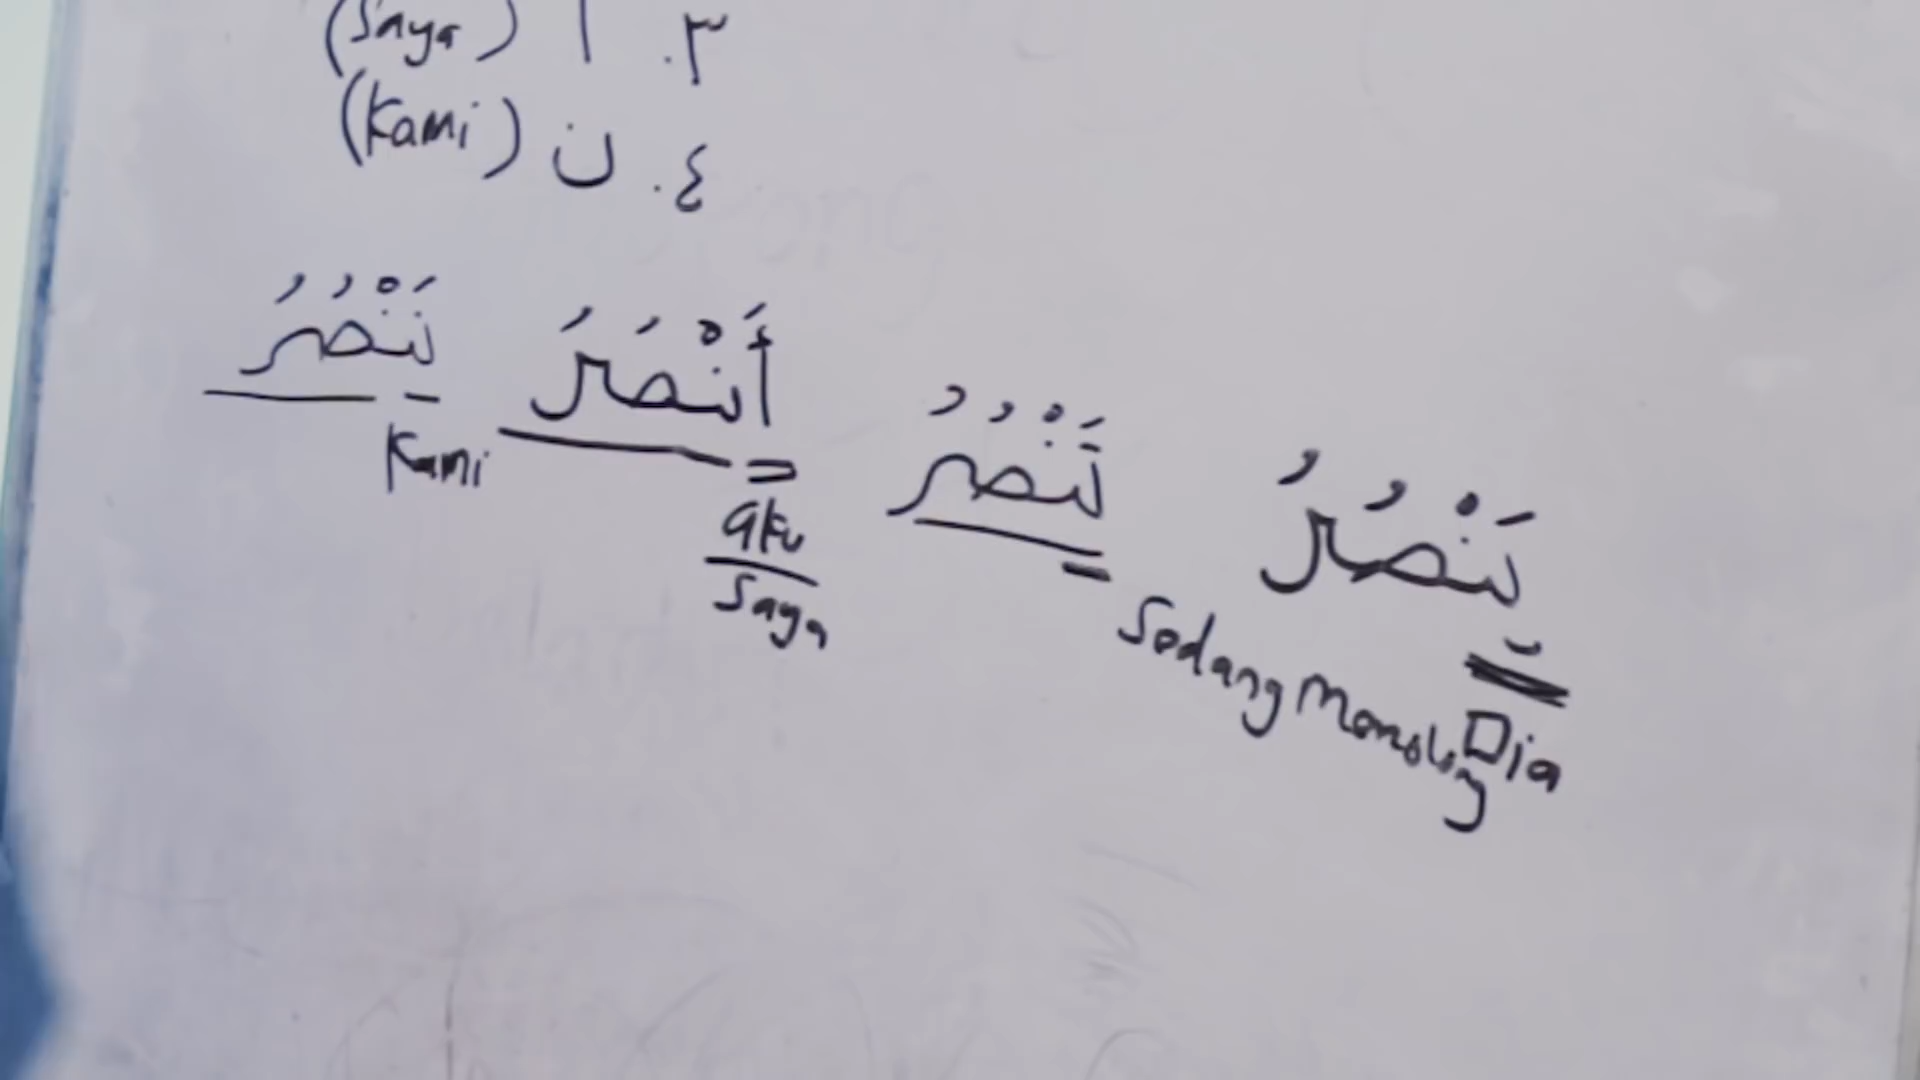 ٣. أ (Saya)
٤. ن (Kami)
يَنْصُرُ تَنْصُرُ أَنْصُرُ نَنْصُرُ
Dia
Sedang Menolong
Aku
Saya
Kami